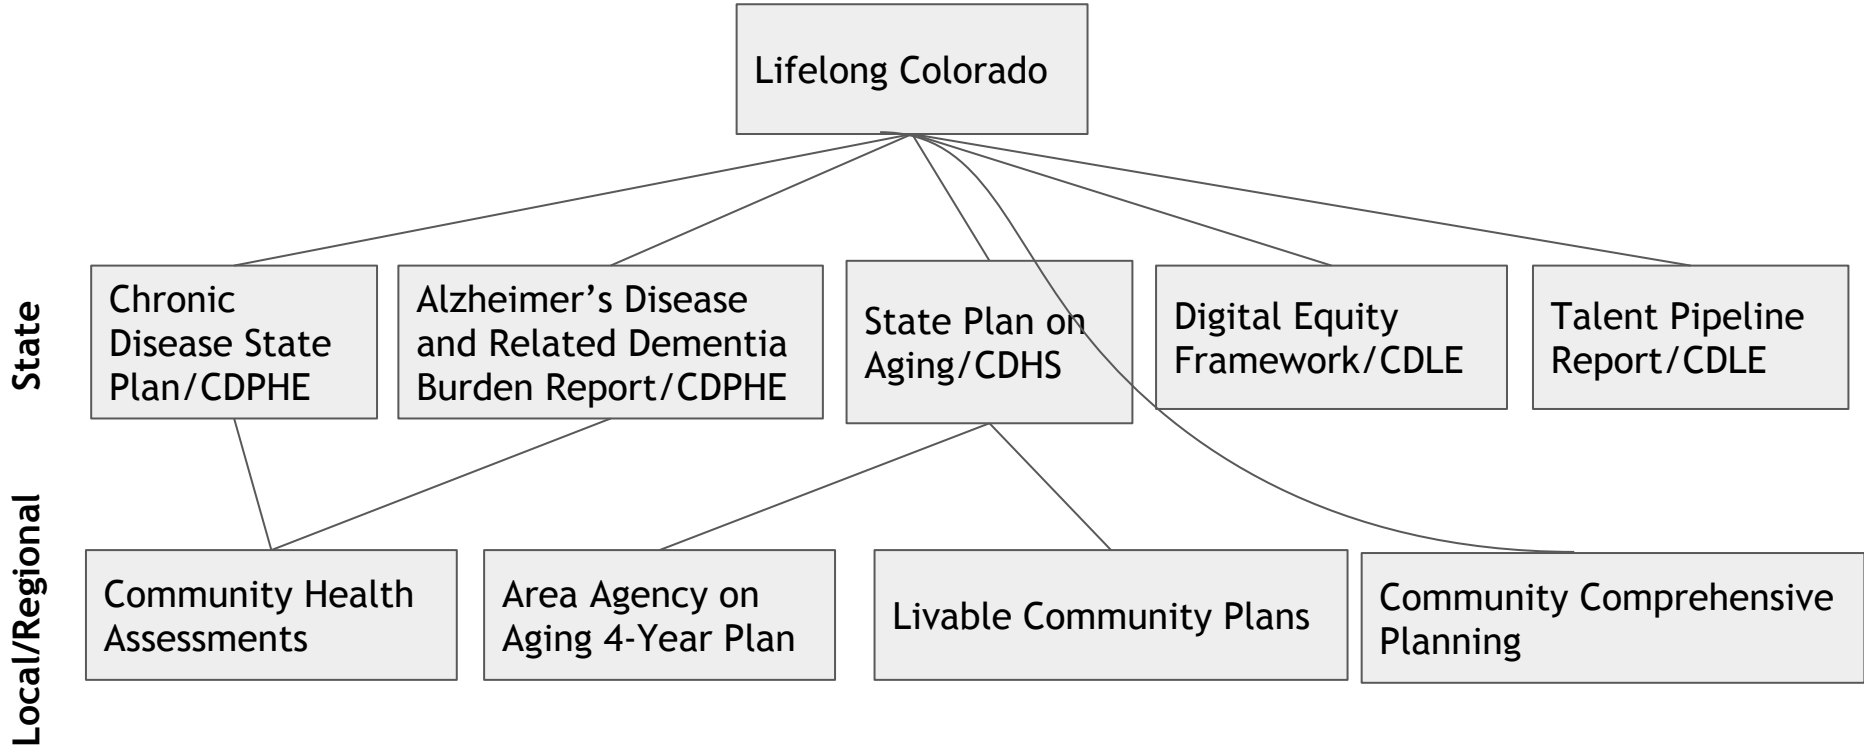 Lifelong Colorado
State
Chronic
Disease State
Plan/CDPHE
Alzheimer’s Disease
and Related Dementia
Burden Report/CDPHE
State Plan on
Aging/CDHS
Digital Equity
Framework/CDLE
Talent Pipeline
Report/CDLE
Local/Regional
Community Health
Assessments
Area Agency on
Aging 4-Year Plan
Livable Community Plans
Community Comprehensive
Planning